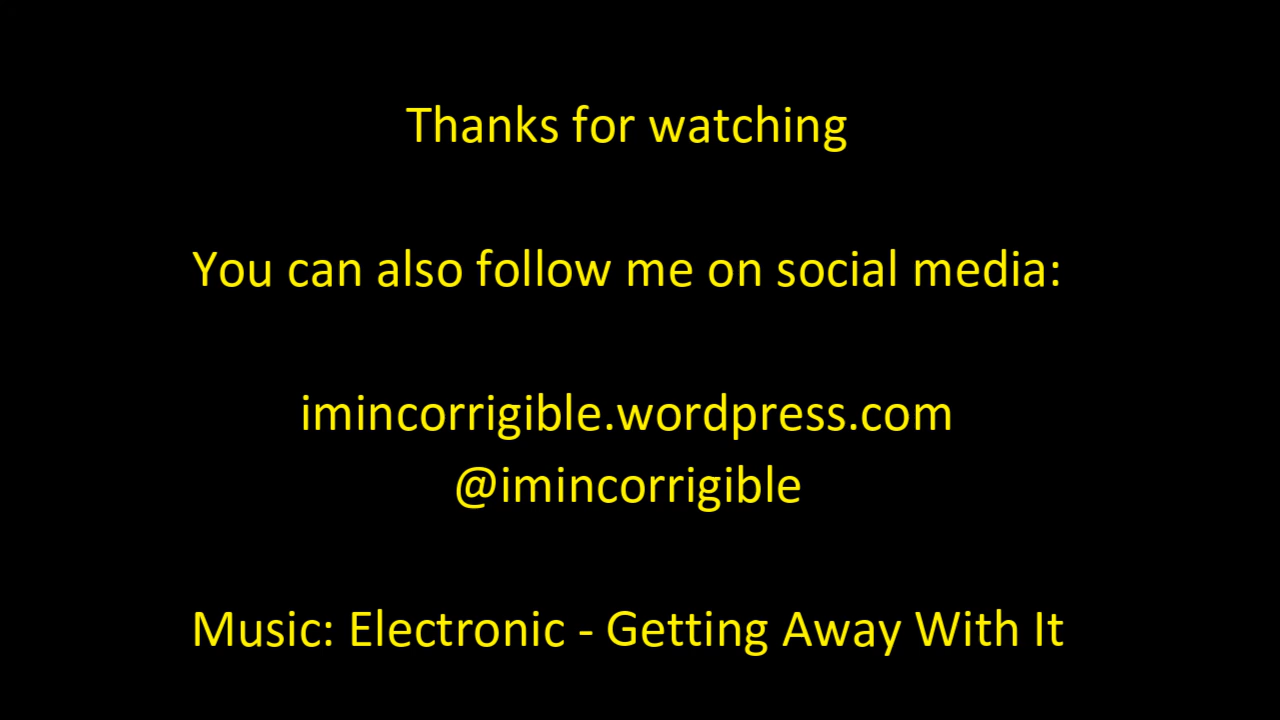 Thanks for watching
You can also follow me on social media:
imincorrigible.wordpress.com
@imincorrigible
Music: Electronic - Getting Away With It